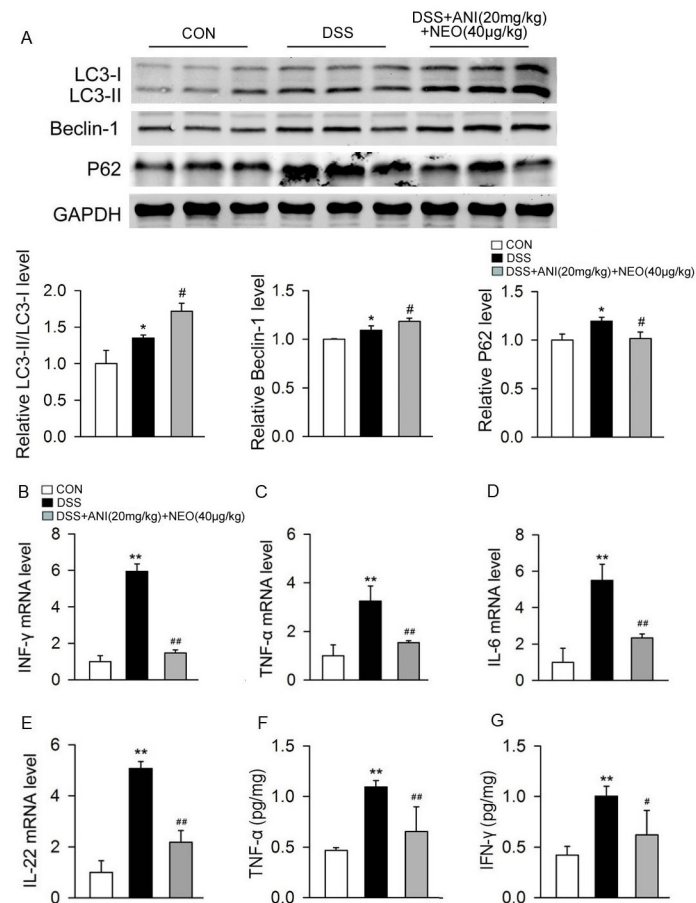 A
CON
DSS
DSS+ANI(20mg/kg)
+NEO(40μg/kg)
LC3-I
LC3-II
Beclin-1
P62
GAPDH
CON
DSS
DSS+ANI(20mg/kg)+NEO(40μg/kg)
Relative LC3-II/LC3-I level
2.0
1.5
1.0
0.5
0.0
*
#
Relative Beclin-1 level
1.5
1.0
0.5
0.0
*
#
Relative P62 level
1.5
1.0
0.5
0.0
*
#
B
CON
DSS
DSS+ANI(20mg/kg)+NEO(40μg/kg)
INF-γ mRNA level
8
6
4
2
0
**
##
C
TNF-α mRNA level
6
4
2
0
**
##
D
IL-6 mRNA level
8
6
4
2
0
**
##
E
IL-22 mRNA level
6
4
2
0
**
##
F
TNF-α (pg/mg)
1.5
1.0
0.5
0.0
**
##
G
IFN-γ (pg/mg)
1.5
1.0
0.5
0.0
**
#